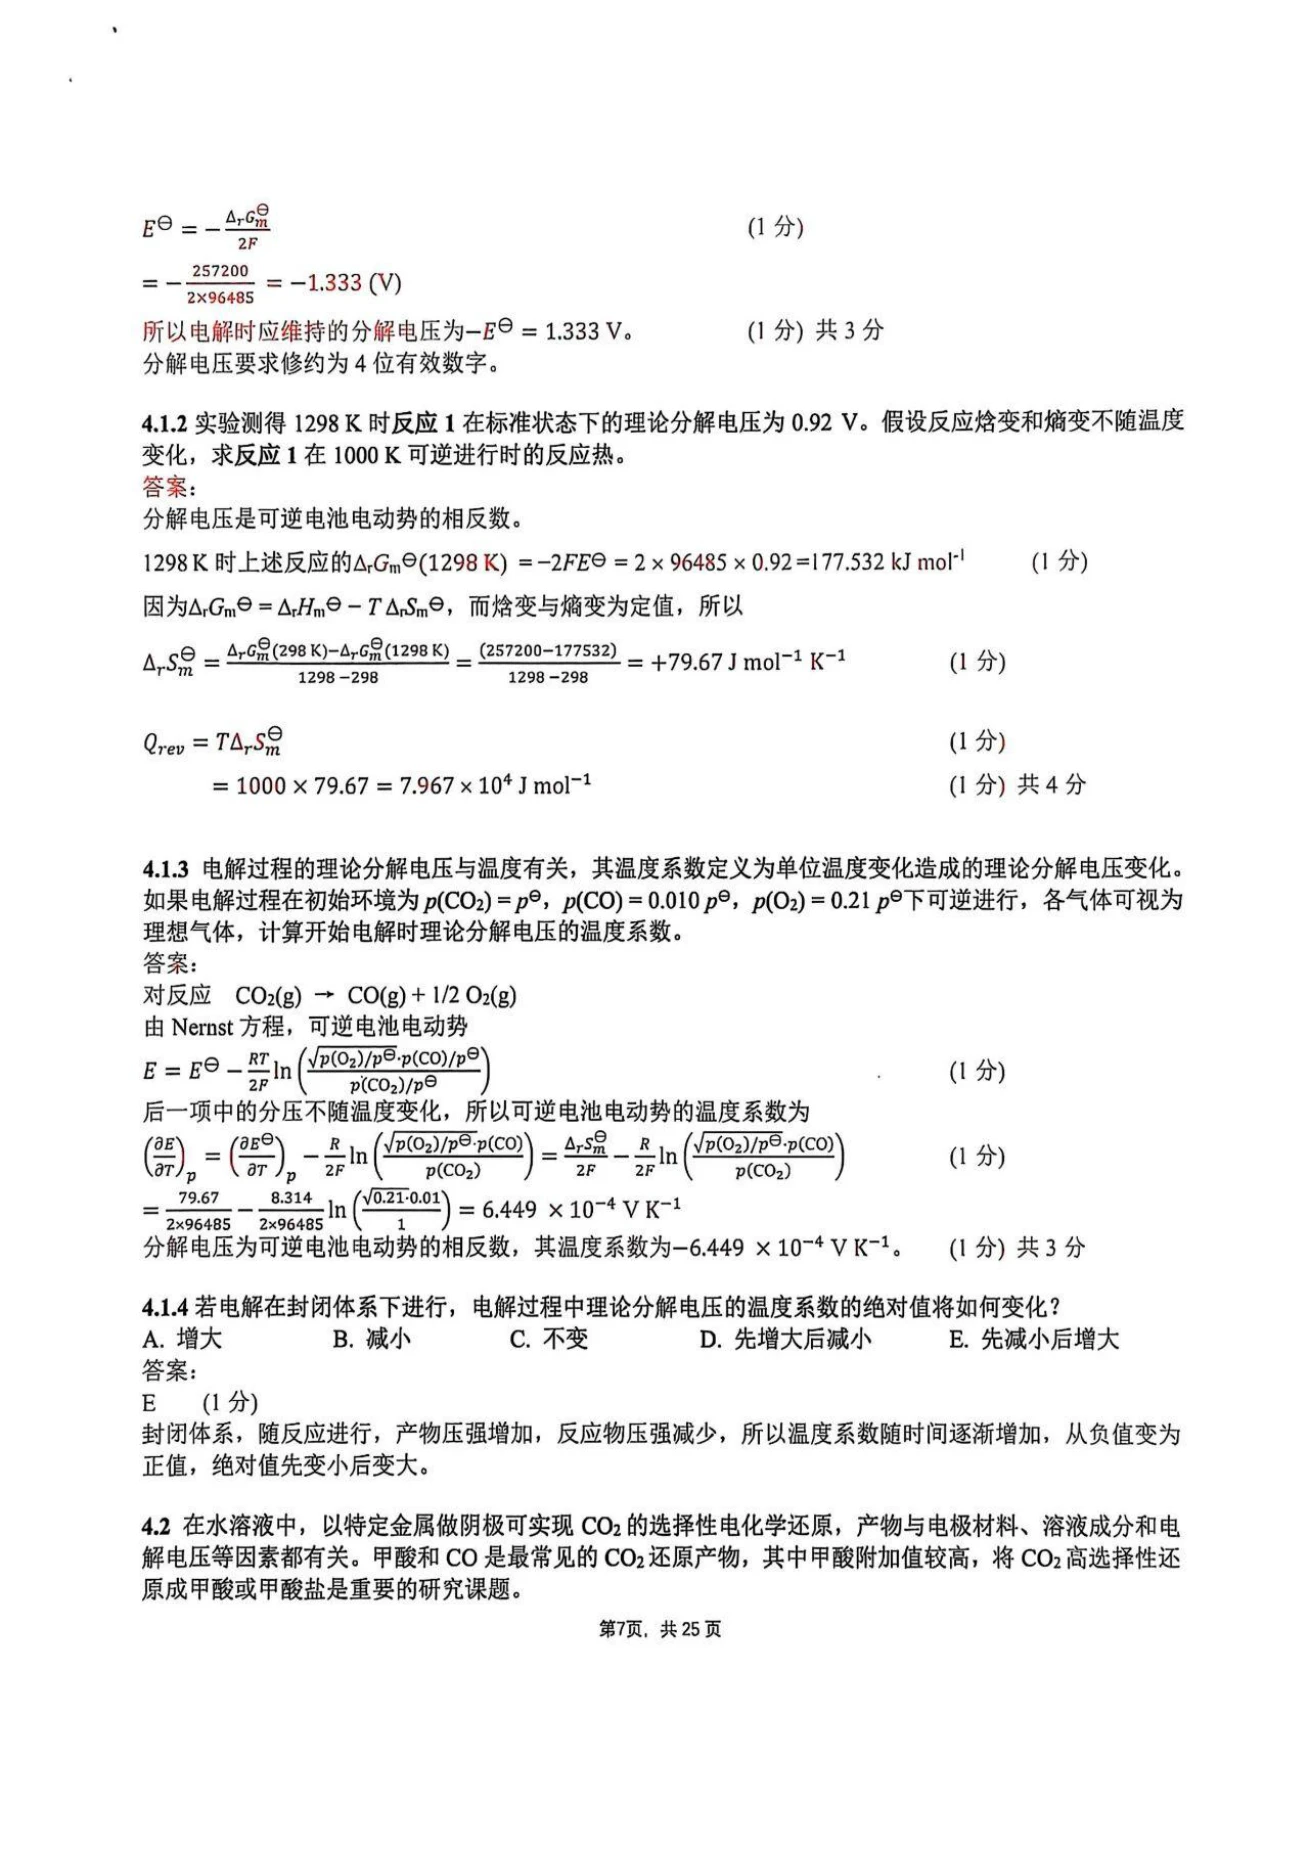 E⊖ = −ΔrGm⊖/2F (1 分)
= −257200/(2×96485) = −1.333 (V)
所以电解时应维持的分解电压为−E⊖ = 1.333 V。 (1 分) 共 3 分
分解电压要求修约为 4 位有效数字。
4.1.2 实验测得 1298 K 时反应 1 在标准状态下的理论分解电压为 0.92 V。假设反应焓变和熵变不随温度
变化，求反应 1 在 1000 K 可逆进行时的反应热。
答案：
分解电压是可逆电池电动势的相反数。
1298 K 时上述反应的ΔrGm⊖(1298 K) = −2FE⊖ = 2 × 96485 × 0.92 =177.532 kJ mol-1 (1 分)
因为ΔrGm⊖ = ΔrHm⊖ − T ΔrSm⊖，而焓变与熵变为定值，所以
ΔrSm⊖ = (ΔrGm⊖(298 K)−ΔrGm⊖(1298 K))/(1298 −298) = (257200−177532)/(1298 −298) = +79.67 J mol−1 K−1 (1 分)
Qrev = TΔrSm⊖ (1 分)
= 1000 × 79.67 = 7.967 × 10⁴ J mol−1 (1 分) 共 4 分
4.1.3 电解过程的理论分解电压与温度有关，其温度系数定义为单位温度变化造成的理论分解电压变化。
如果电解过程在初始环境为 p(CO₂) = p⊖，p(CO) = 0.010 p⊖，p(O₂) = 0.21 p⊖下可逆进行，各气体可视为
理想气体，计算开始电解时理论分解电压的温度系数。
答案：
对反应 CO₂(g) → CO(g) + 1/2 O₂(g)
由 Nernst 方程，可逆电池电动势
E = E⊖ − RT/2F ln(√(p(O₂)/p⊖)·p(CO)/p⊖ / p(CO₂)/p⊖) (1 分)
后一项中的分压不随温度变化，所以可逆电池电动势的温度系数为
(∂E/∂T)p = (∂E⊖/∂T)p − R/2F ln(√(p(O₂)/p⊖)·p(CO) / p(CO₂)) = ΔrSm⊖/2F − R/2F ln(√(p(O₂)/p⊖)·p(CO) / p(CO₂)) (1 分)
= 79.67/(2×96485) − 8.314/(2×96485) ln(√0.21·0.01 / 1) = 6.449 × 10−4 V K−1
分解电压为可逆电池电动势的相反数，其温度系数为−6.449 × 10−4 V K−1。 (1 分) 共 3 分
4.1.4 若电解在封闭体系下进行，电解过程中理论分解电压的温度系数的绝对值将如何变化？
A. 增大 B. 减小 C. 不变 D. 先增大后减小 E. 先减小后增大
答案：
E (1 分)
封闭体系，随反应进行，产物压强增加，反应物压强减少，所以温度系数随时间逐渐增加，从负值变为
正值，绝对值先变小后变大。
4.2 在水溶液中，以特定金属做阴极可实现 CO₂ 的选择性电化学还原，产物与电极材料、溶液成分和电
解电压等因素都有关。甲酸和 CO 是最常见的 CO₂ 还原产物，其中甲酸附加值较高，将 CO₂ 高选择性还
原成甲酸或甲酸盐是重要的研究课题。
第7页，共 25 页